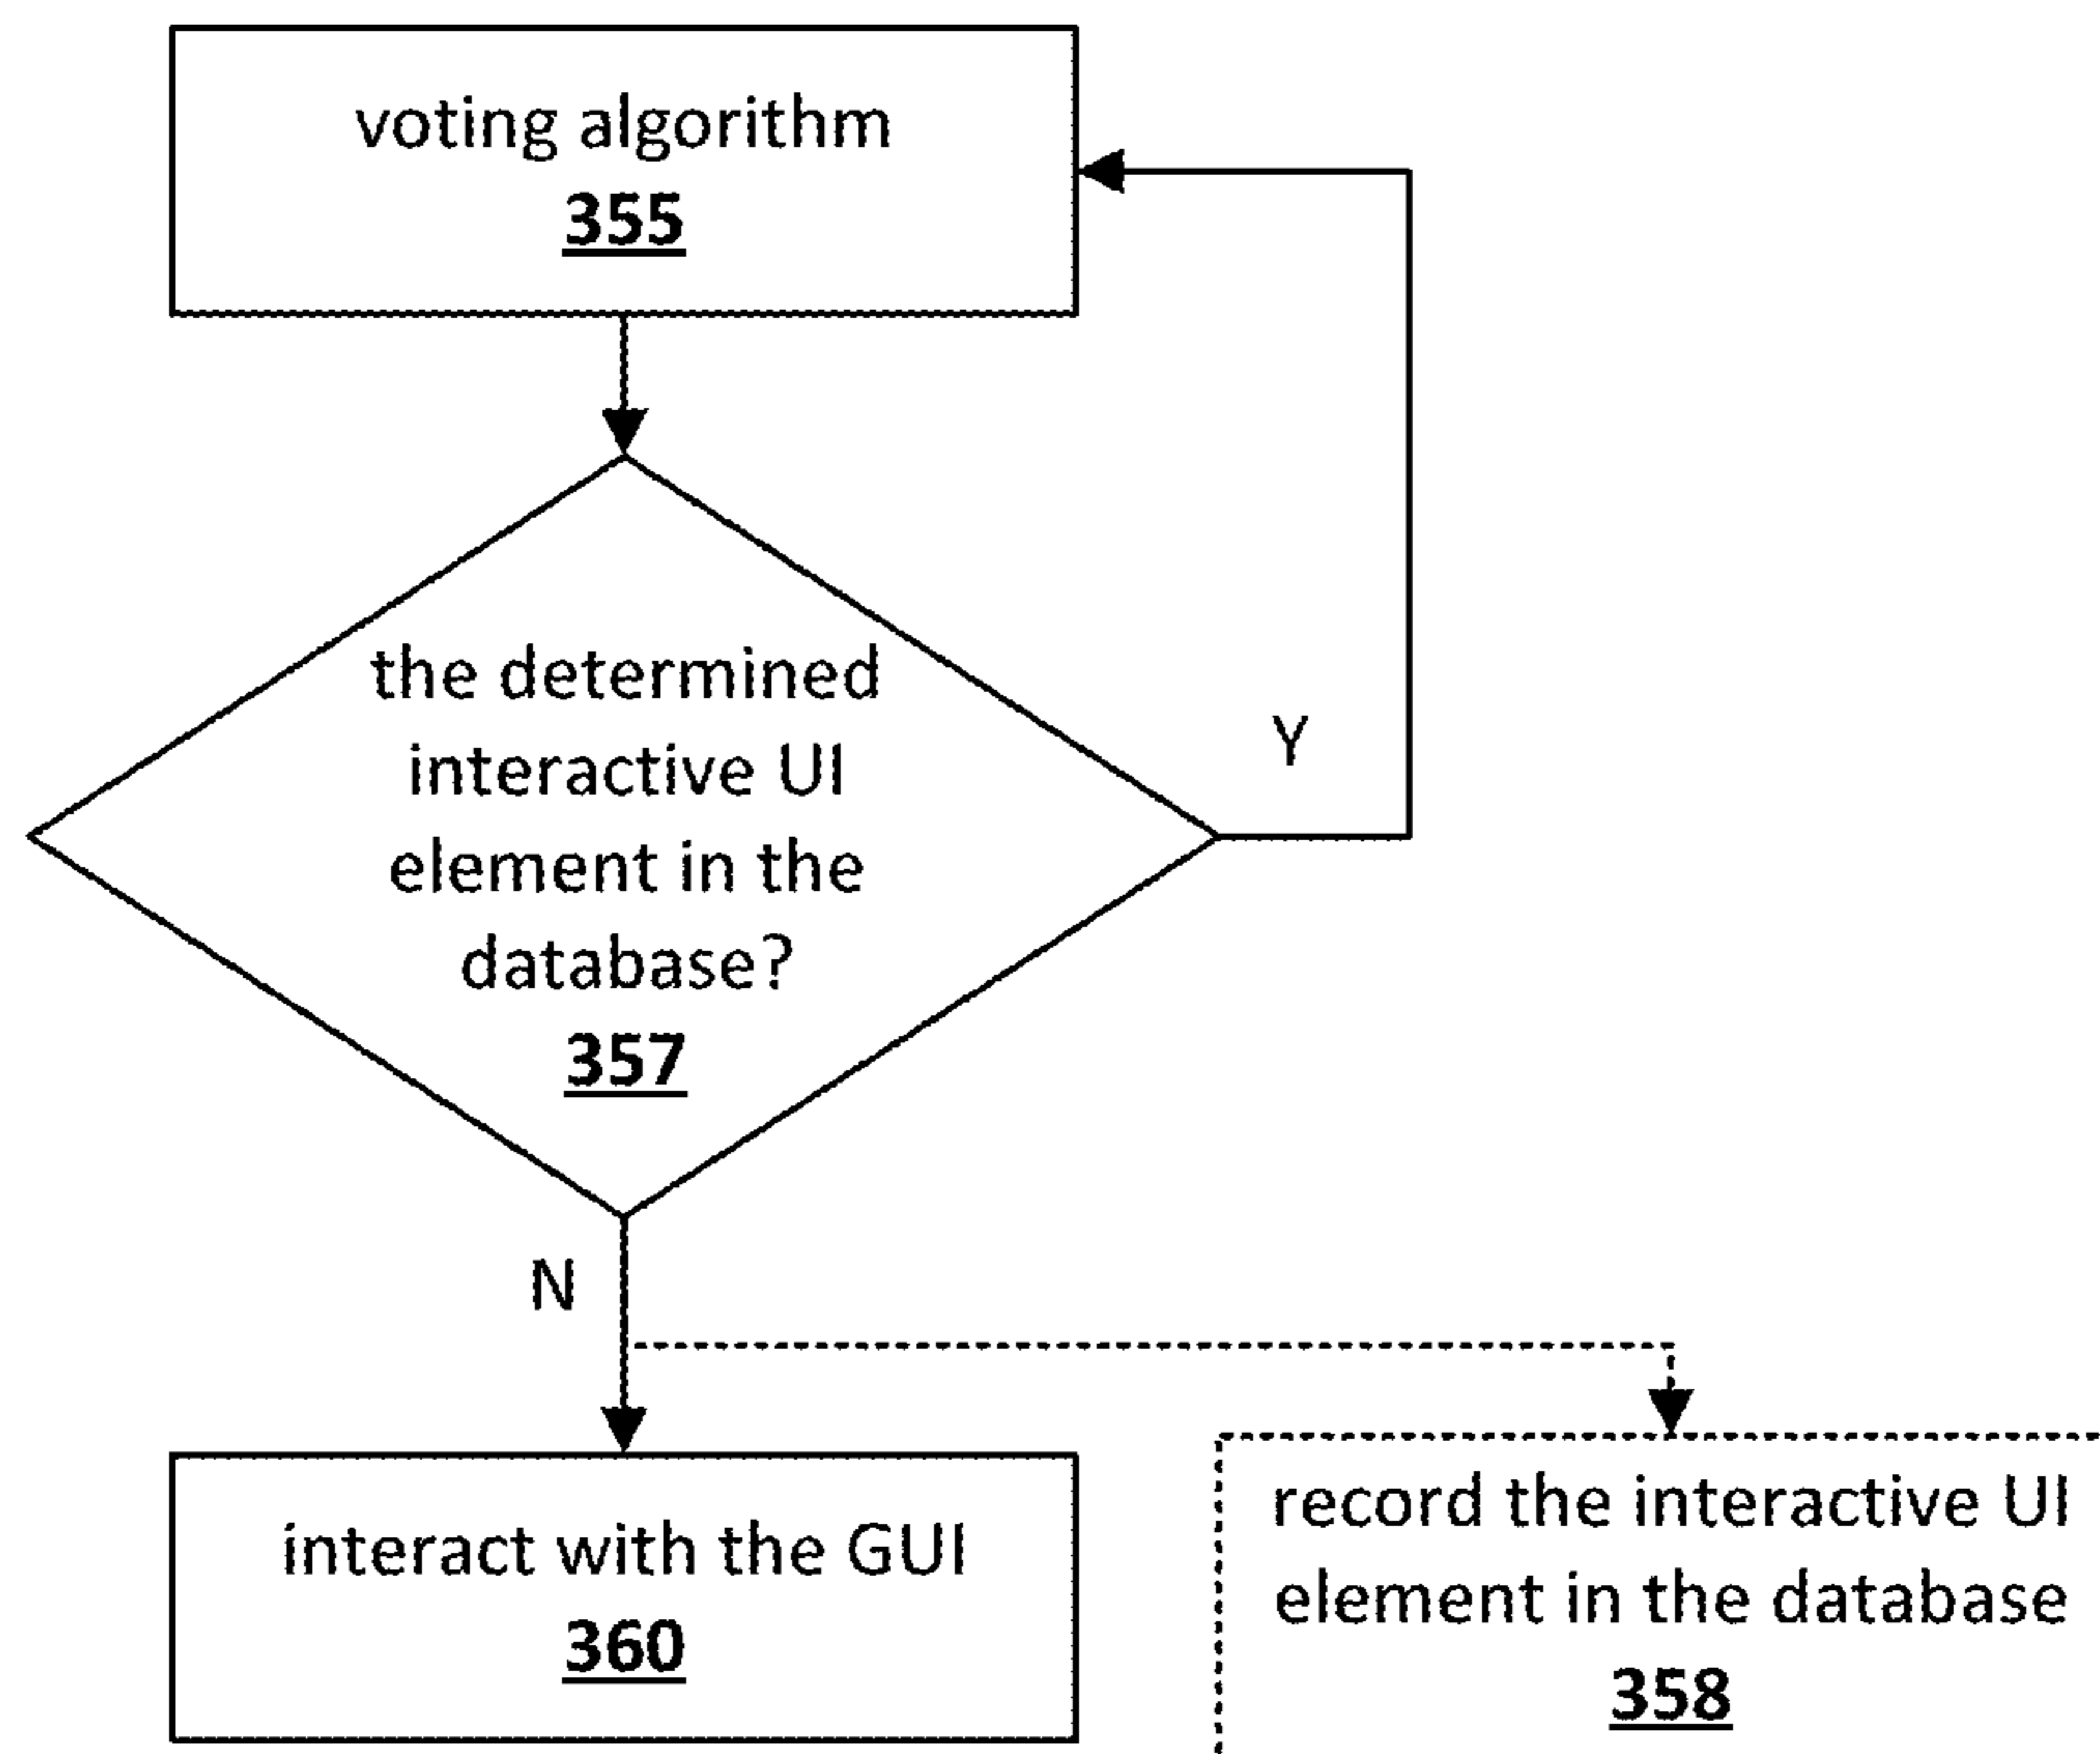 voting algorithm
355
the determined
interactive UI
element in the
database?
357
Y
N
interact with the GUI
360
record the interactive UI
element in the database
358